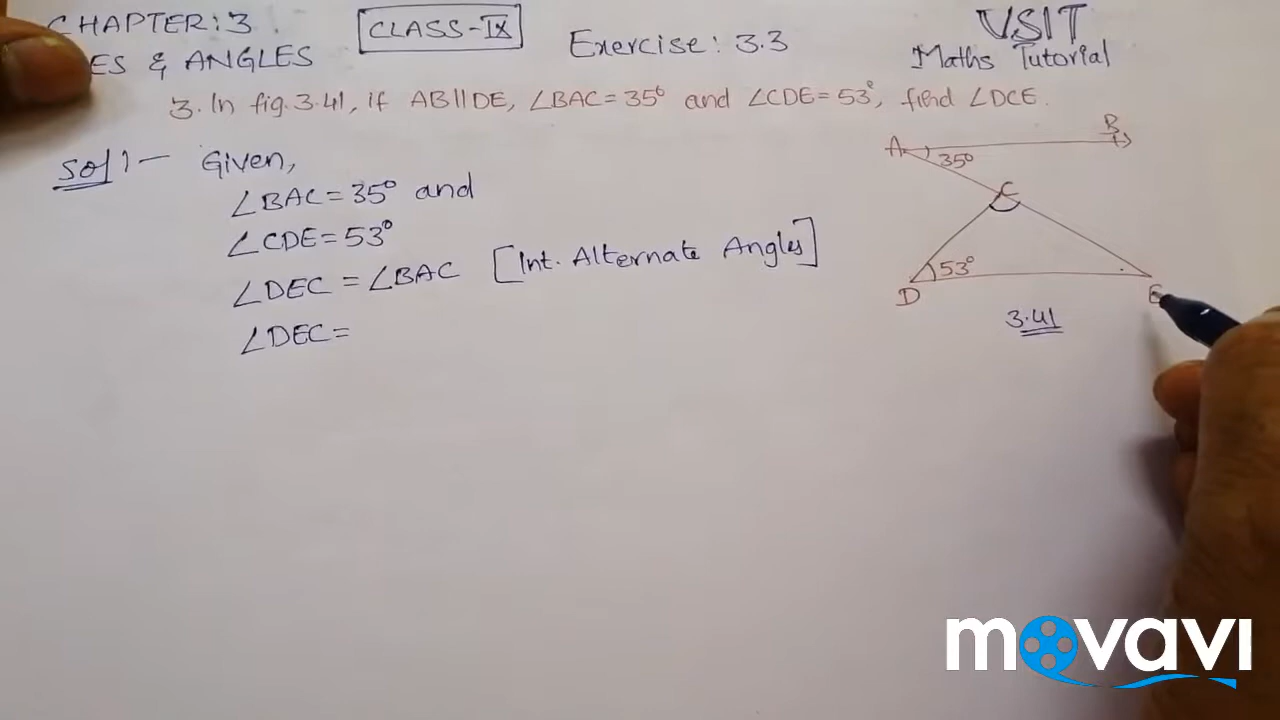 CHAPTER: 3
ES & ANGLES
CLASS-IX
Exercise: 3.3
VSIT
Maths Tutorial
3. In fig. 3.41, if AB||DE, ∠BAC = 35° and ∠CDE = 53°, find ∠DCE.
Sol:- Given,
∠BAC = 35° and
∠CDE = 53°
∠DEC = ∠BAC [Int. Alternate Angles]
∠DEC =
A B
35°
C
53°
D E
3.41
movavi